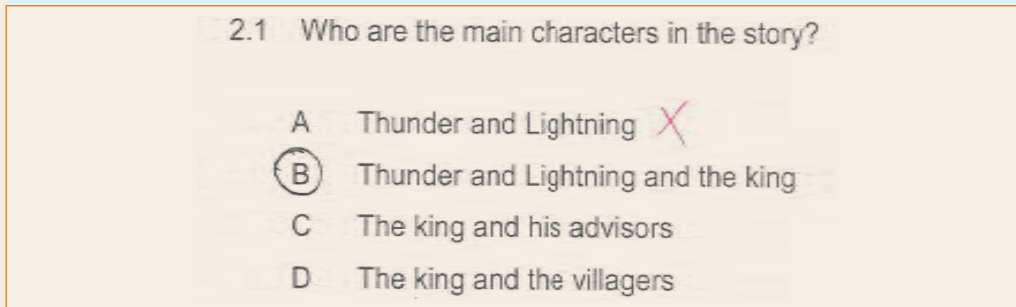 2.1 Who are the main characters in the story?
A Thunder and Lightning
B Thunder and Lightning and the king
C The king and his advisors
D The king and the villagers